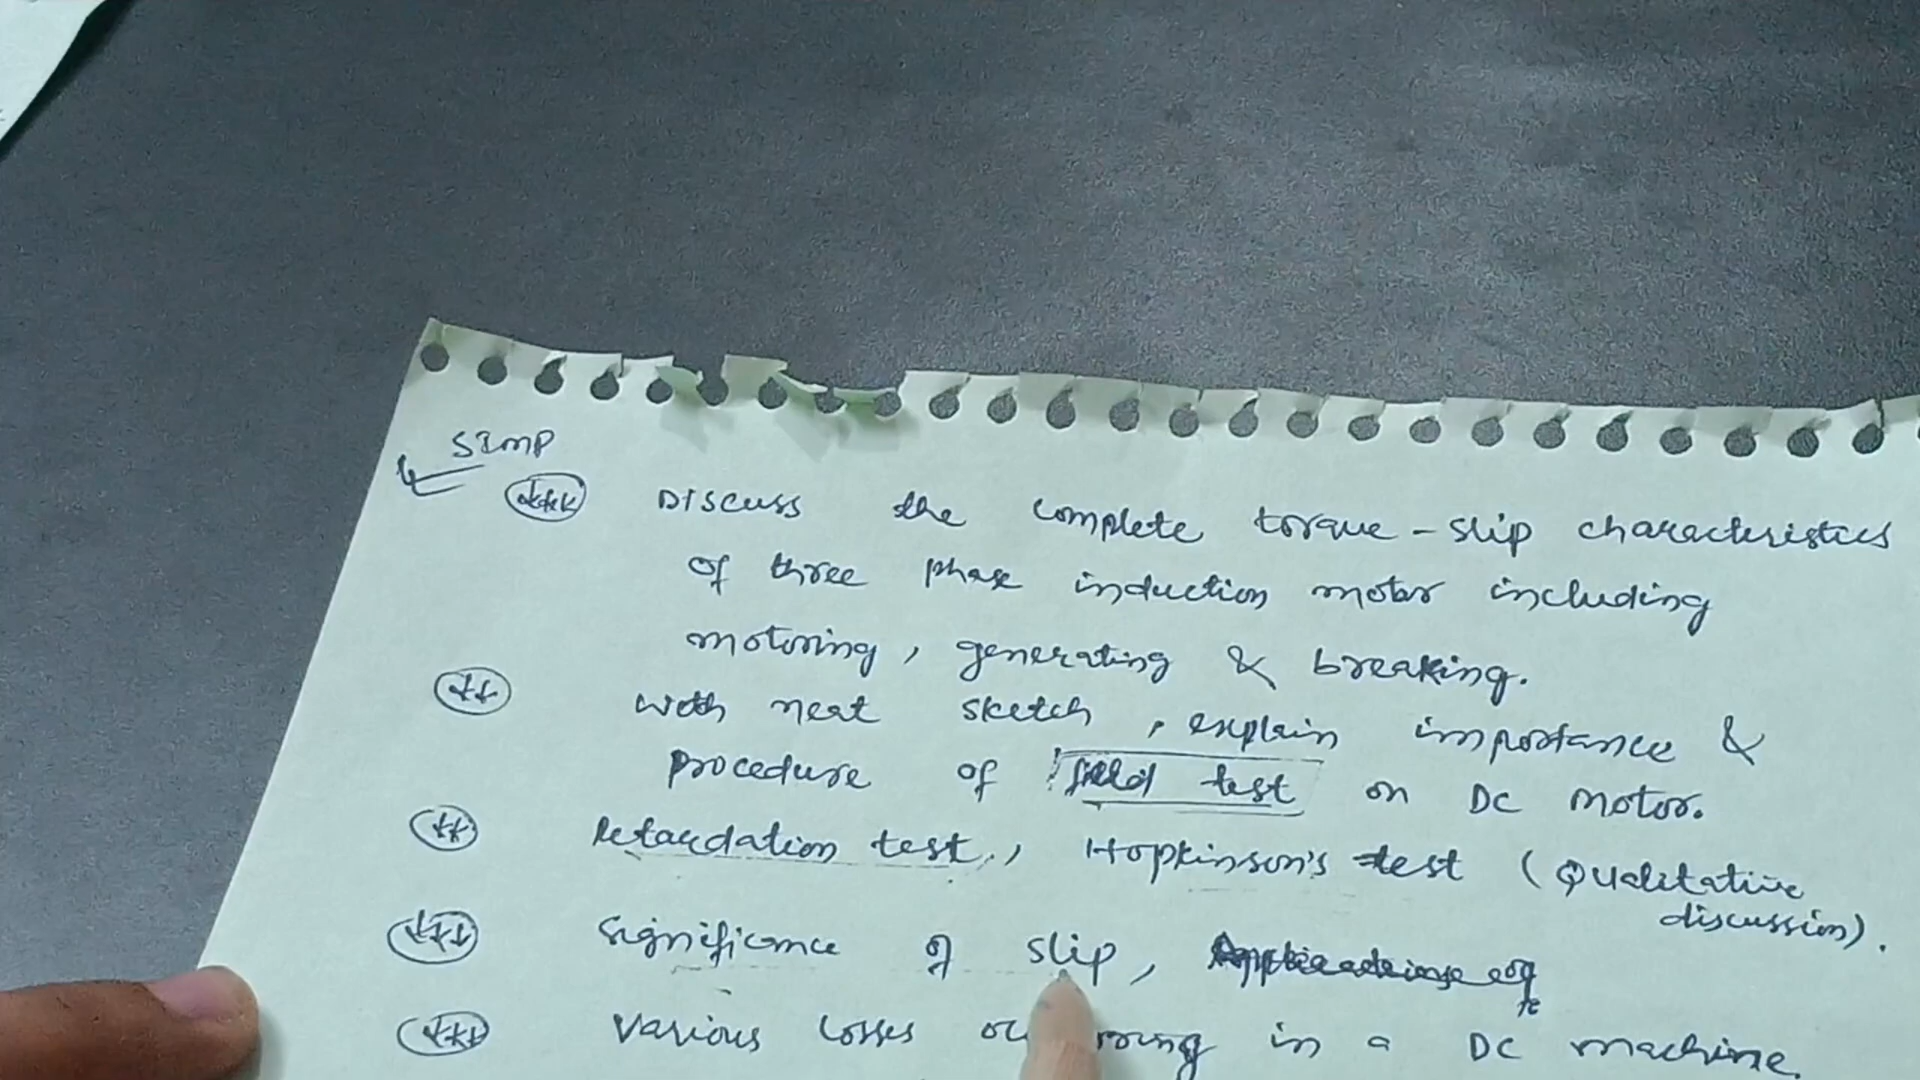 SIMP
Discuss the complete torque - slip characteristics
of three phase induction motor including
motoring, generating & breaking.
with neat sketch, explain importance &
procedure of field test on DC motor.
Retardation test, Hopkinson's test (Qualitative
discussion).
Significance of slip,
Various losses in a DC machine.